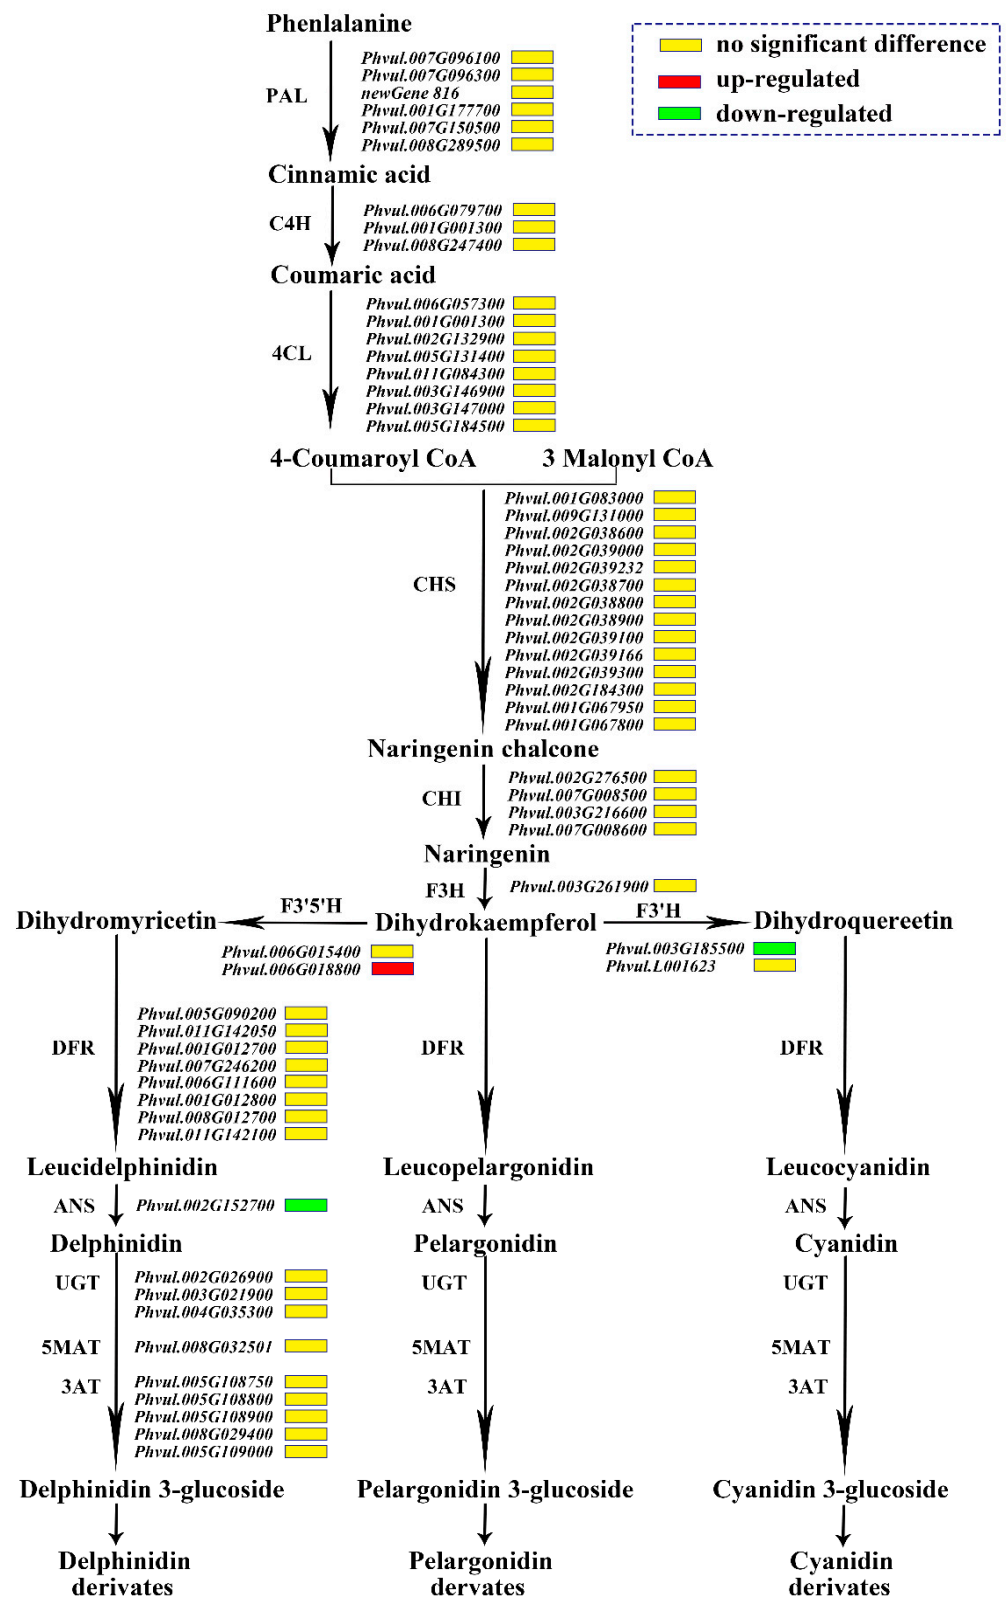 Phenlalanine
no significant difference
up-regulated
down-regulated
PAL
Phvul.007G096100
Phvul.007G096300
newGene 816
Phvul.001G177700
Phvul.007G150500
Phvul.008G289500
Cinnamic acid
C4H
Phvul.006G079700
Phvul.001G001300
Phvul.008G247400
Coumaric acid
4CL
Phvul.006G057300
Phvul.001G001300
Phvul.002G132900
Phvul.005G131400
Phvul.011G084300
Phvul.003G146900
Phvul.003G147000
Phvul.005G184500
4-Coumaroyl CoA 3 Malonyl CoA
CHS
Phvul.001G083000
Phvul.009G131000
Phvul.002G038600
Phvul.002G039000
Phvul.002G039232
Phvul.002G038700
Phvul.002G038800
Phvul.002G038900
Phvul.002G039100
Phvul.002G039166
Phvul.002G039300
Phvul.002G184300
Phvul.001G067950
Phvul.001G067800
Naringenin chalcone
CHI
Phvul.002G276500
Phvul.007G008500
Phvul.003G216600
Phvul.007G008600
Naringenin
F3H Phvul.003G261900
Dihydromyricetin F3'5'H Dihydrokaempferol F3'H Dihydroquereetin
Phvul.006G015400
Phvul.006G018800
Phvul.003G185500
Phvul.L001623
DFR
Phvul.005G090200
Phvul.011G142050
Phvul.001G012700
Phvul.007G246200
Phvul.006G111600
Phvul.001G012800
Phvul.008G012700
Phvul.011G142100
DFR
DFR
Leucidelphinidin Leucopelargonidin Leucocyanidin
ANS Phvul.002G152700 ANS ANS
Delphinidin Pelargonidin Cyanidin
UGT
Phvul.002G026900
Phvul.003G021900
Phvul.004G035300
UGT UGT
5MAT Phvul.008G032501 5MAT 5MAT
3AT
Phvul.005G108750
Phvul.005G108800
Phvul.005G108900
Phvul.008G029400
Phvul.005G109000
3AT 3AT
Delphinidin 3-glucoside Pelargonidin 3-glucoside Cyanidin 3-glucoside
Delphinidin Pelargonidin Cyanidin
derivates dervates derivates